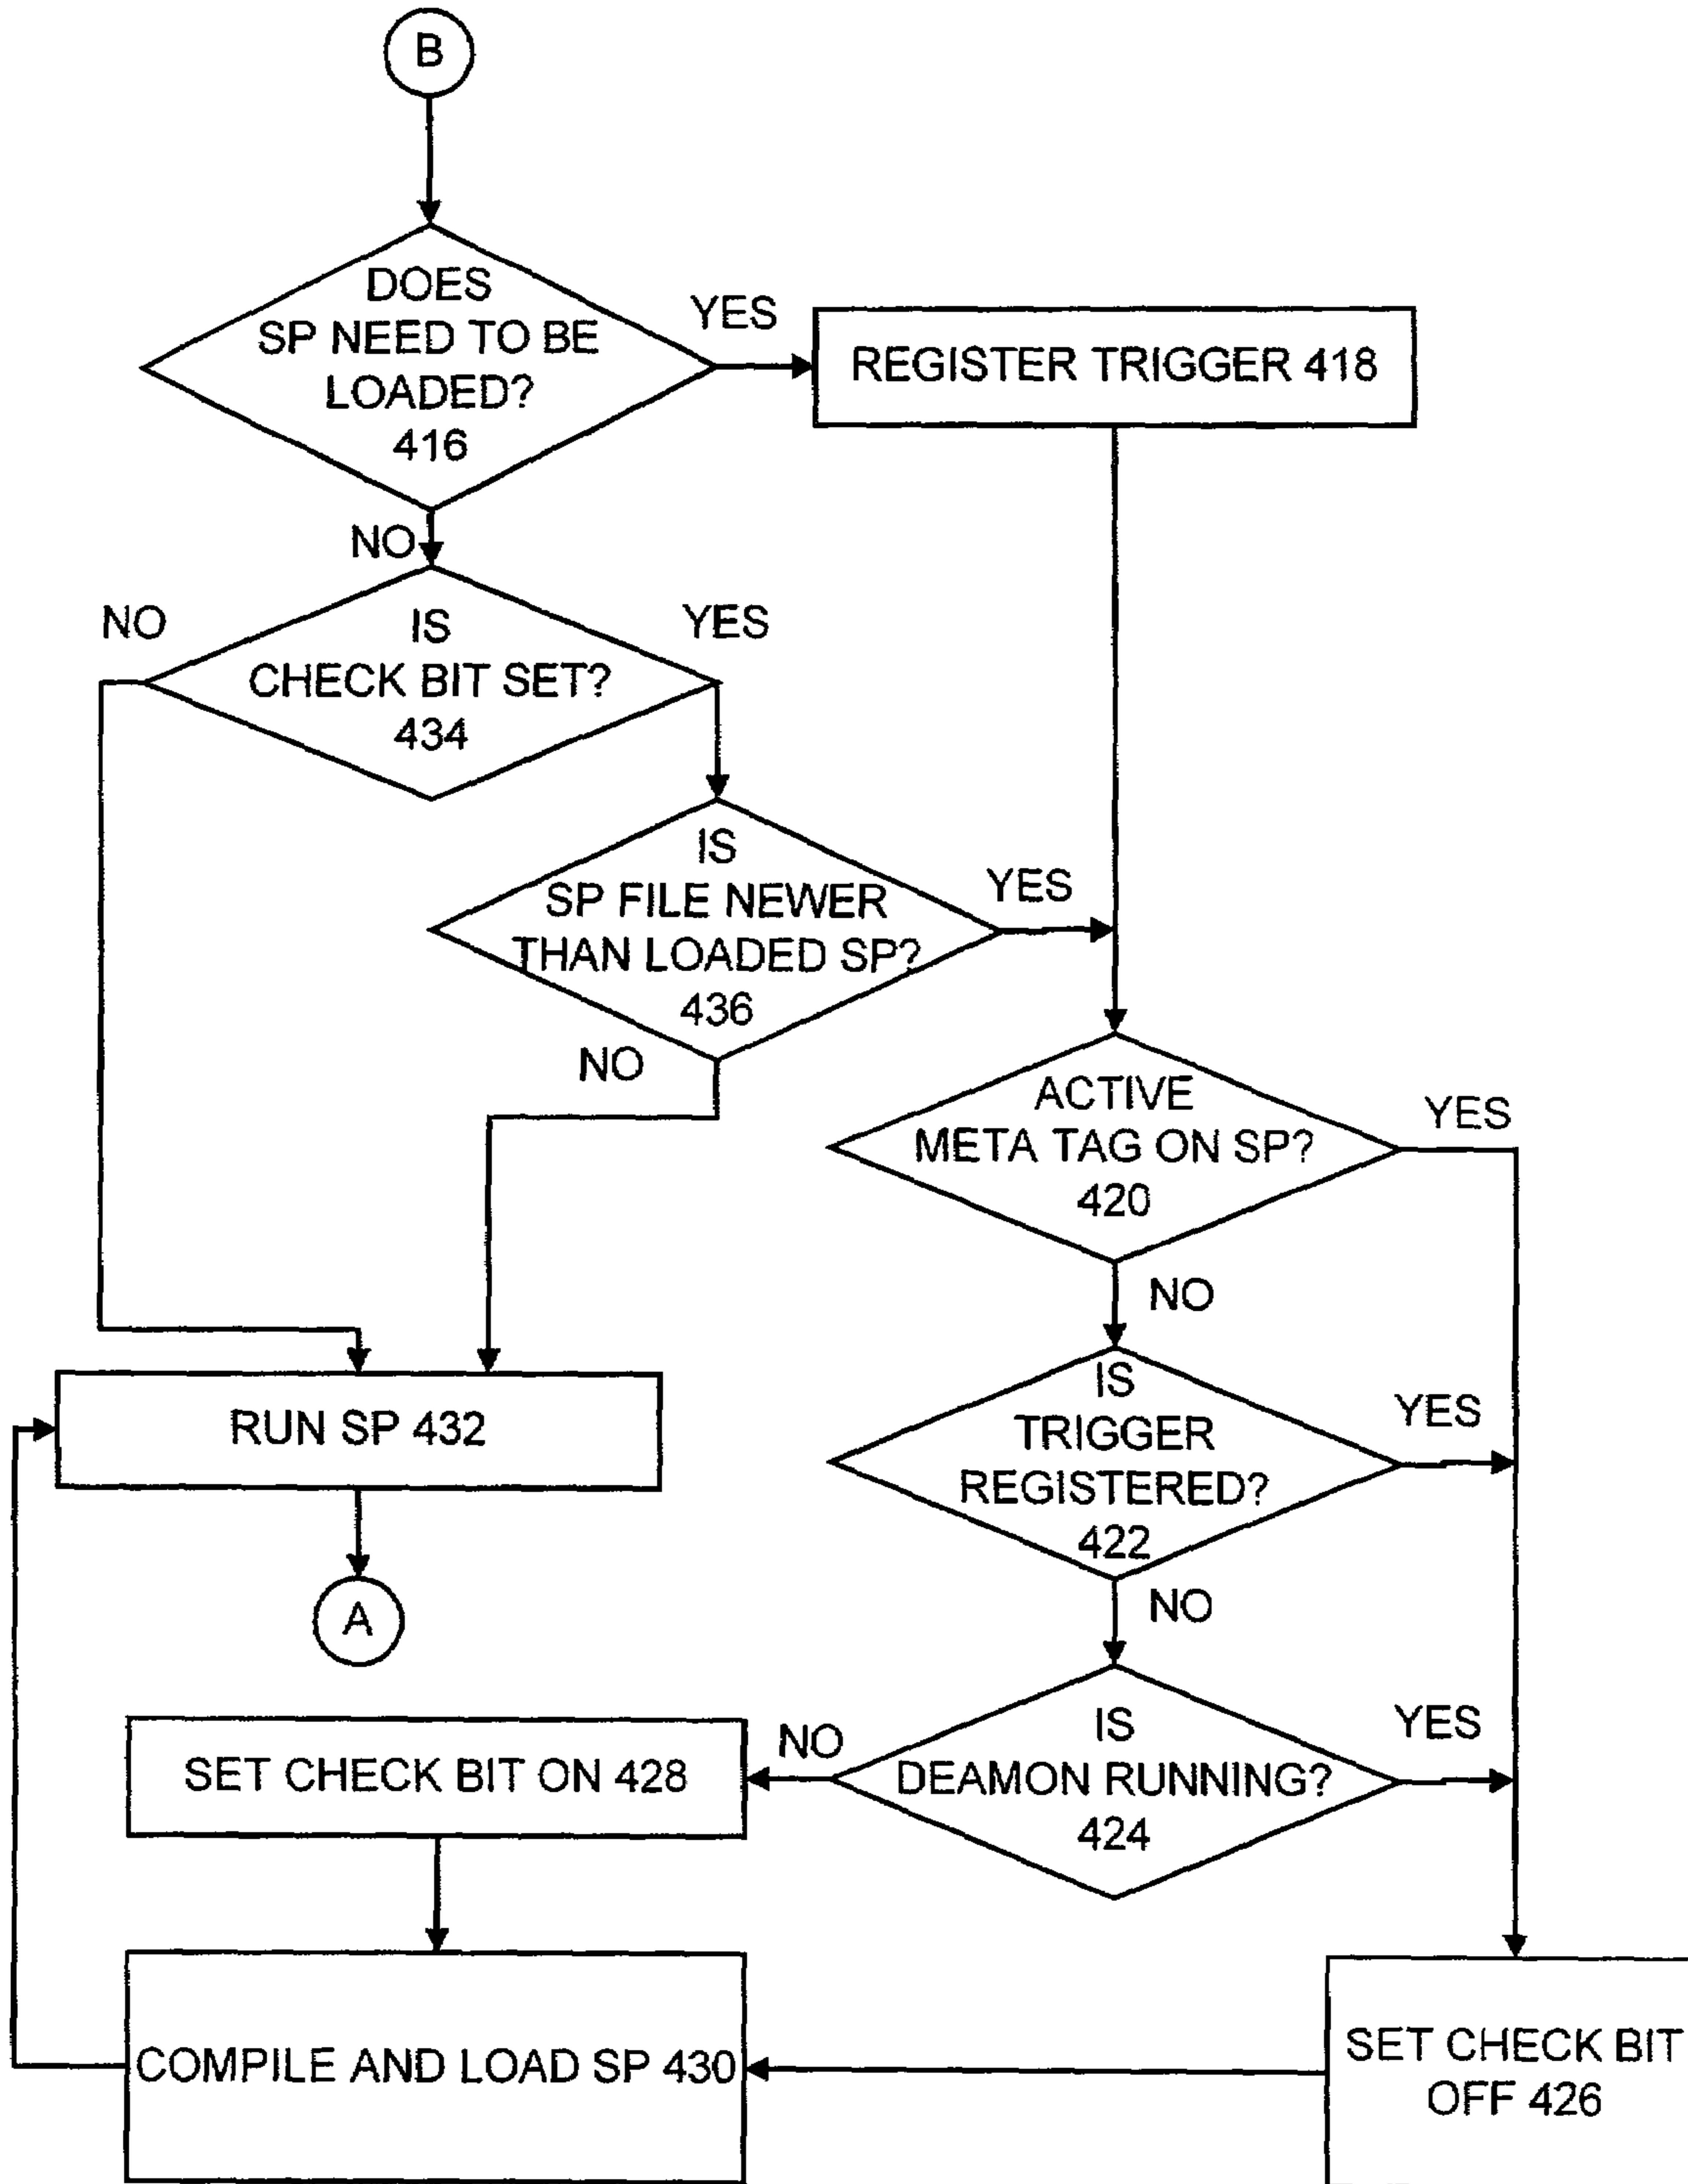 B
DOES
SP NEED TO BE
LOADED?
416
YES
REGISTER TRIGGER 418
NO
NO
IS
CHECK BIT SET?
434
YES
IS
SP FILE NEWER
THAN LOADED SP?
436
YES
NO
ACTIVE
META TAG ON SP?
420
YES
NO
RUN SP 432
IS
TRIGGER
REGISTERED?
422
YES
A
NO
SET CHECK BIT ON 428
NO
IS
DEAMON RUNNING?
424
YES
COMPILE AND LOAD SP 430
SET CHECK BIT
OFF 426